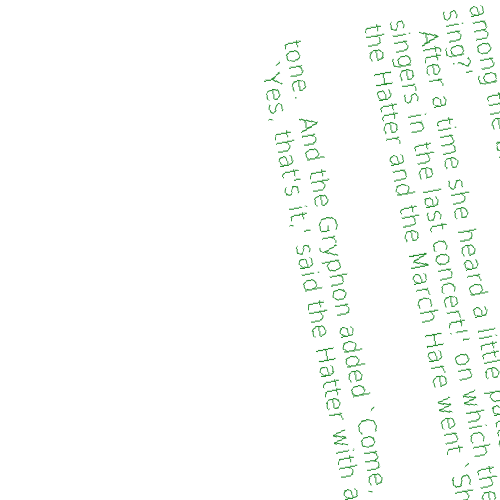 among the
sing?'
After a time she heard a little
singers in the last concert!' on which the
the Hatter and the March Hare went `Sh
tone. And the Gryphon added `Come,
`Yes, that's it,' said the Hatter with a